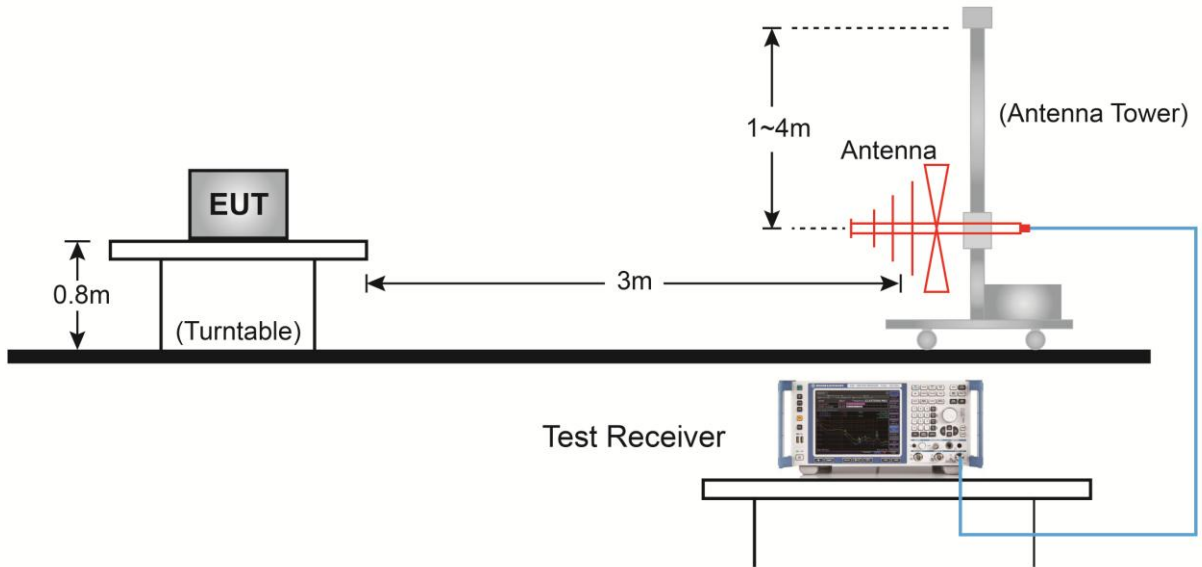 1~4m
(Antenna Tower)
Antenna
EUT
0.8m
3m
(Turntable)
Test Receiver